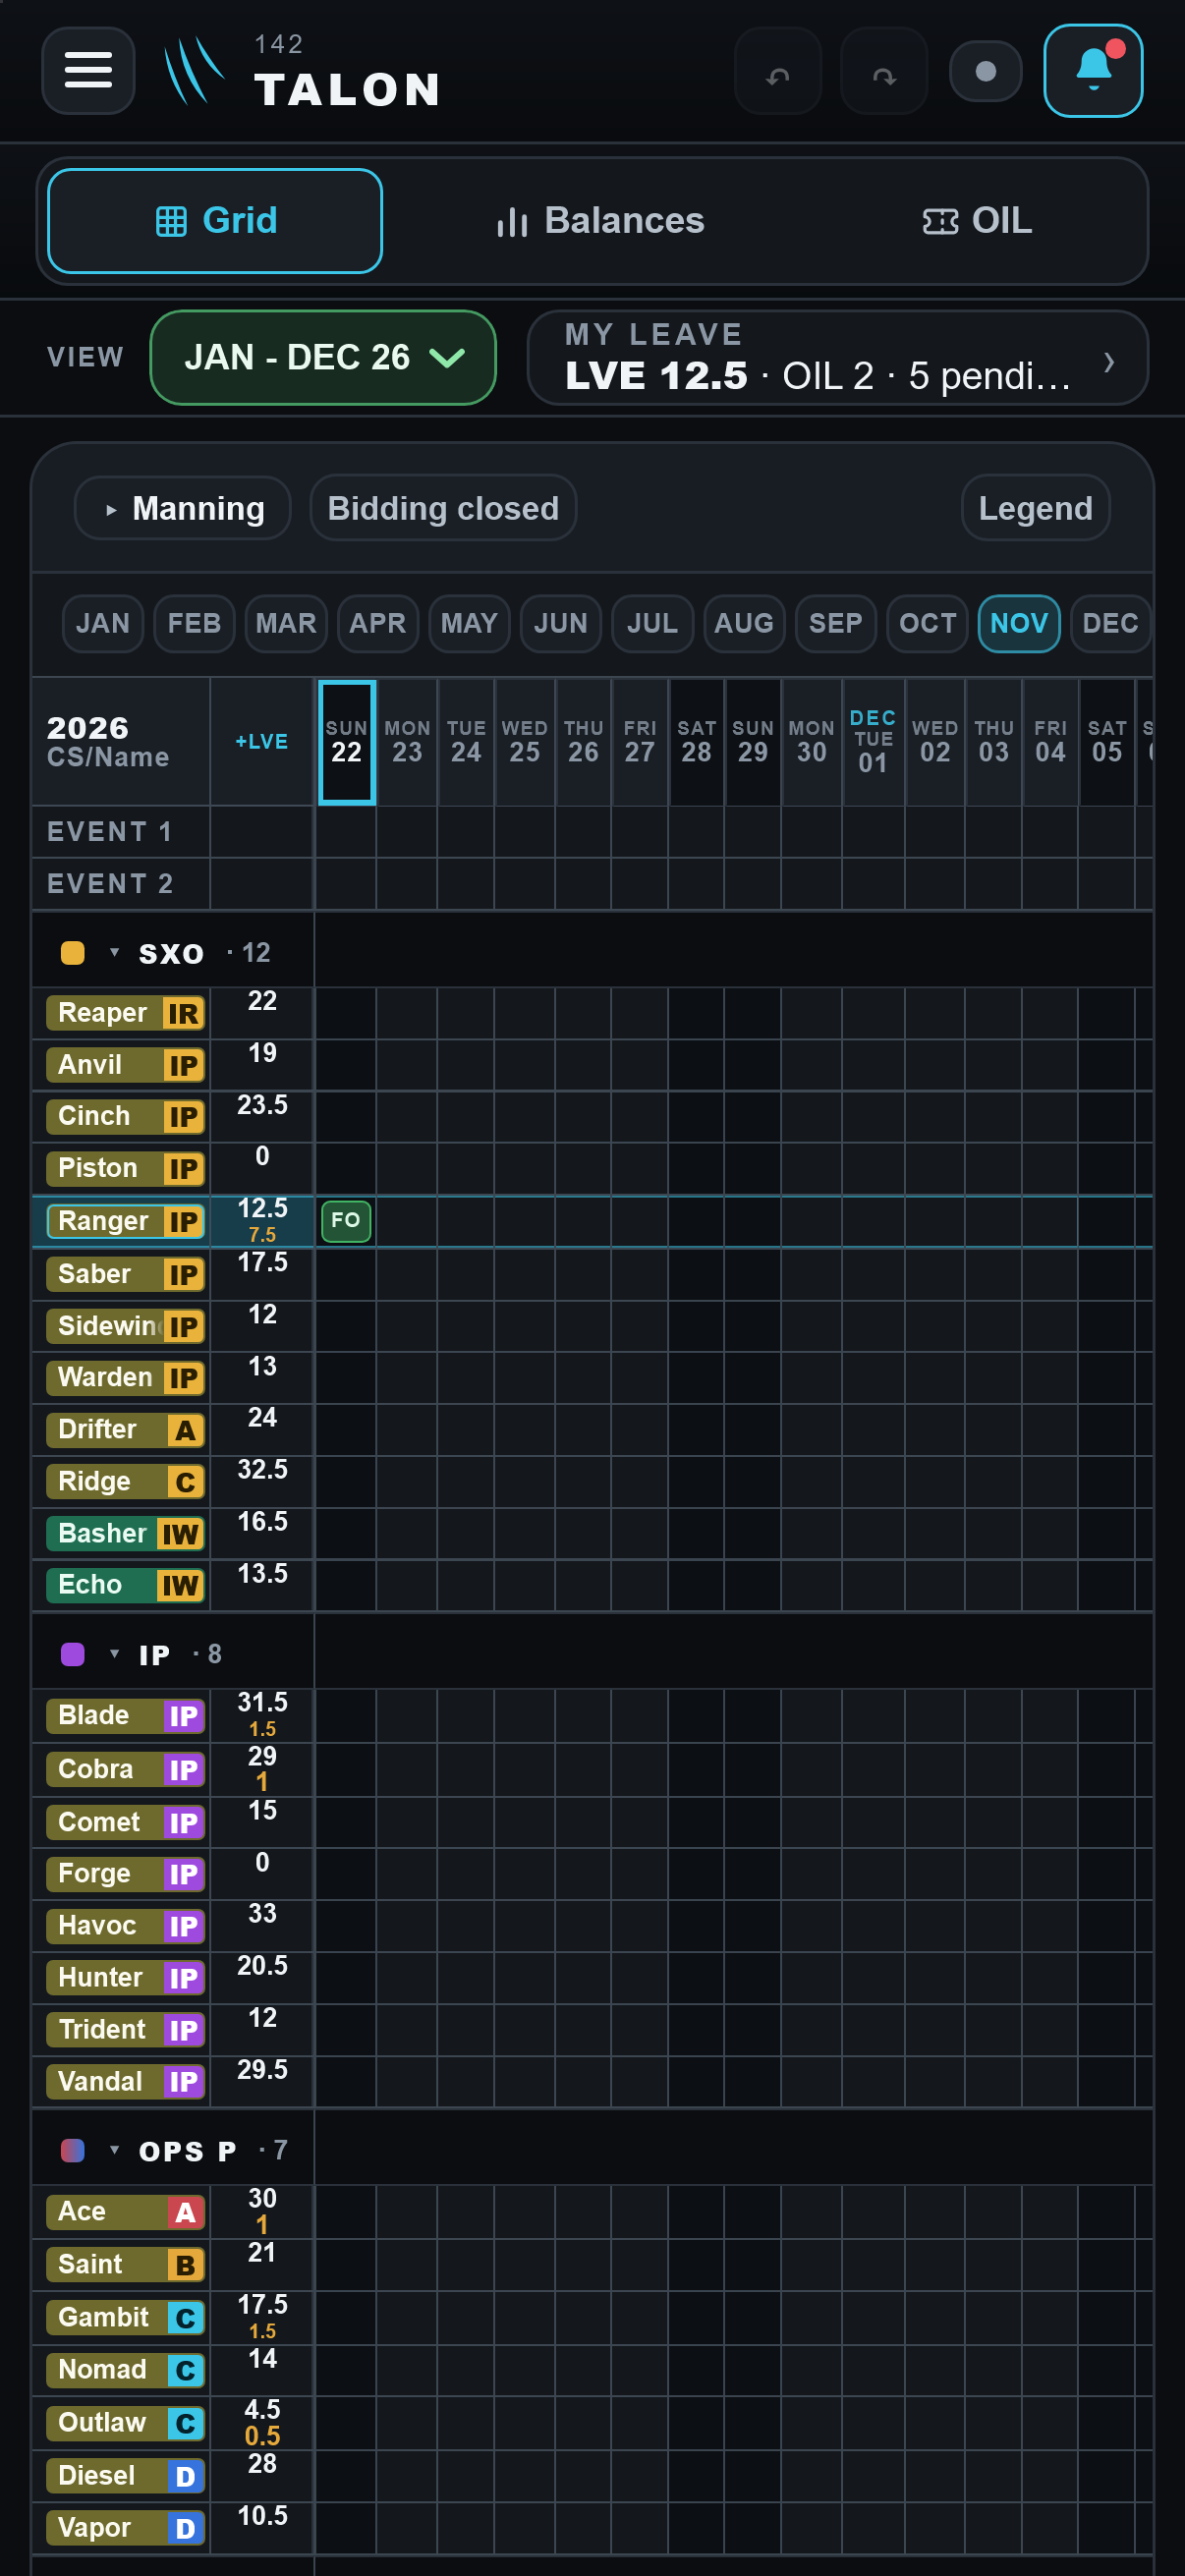 142
TALON
Grid
Balances
OIL
VIEW
JAN - DEC 26
MY LEAVE
LVE 12.5 · OIL 2 · 5 pendi...
Manning
Bidding closed
Legend
JAN FEB MAR APR MAY JUN JUL AUG SEP OCT NOV DEC
2026
CS/Name
+LVE
SUN 22
MON 23
TUE 24
WED 25
THU 26
FRI 27
SAT 28
SUN 29
MON 30
DEC TUE 01
WED 02
THU 03
FRI 04
SAT 05
EVENT 1
EVENT 2
SXO · 12
Reaper IR 22
Anvil IP 19
Cinch IP 23.5
Piston IP 0
Ranger IP 12.5 7.5 FO
Saber IP 17.5
Sidewin IP 12
Warden IP 13
Drifter A 24
Ridge C 32.5
Basher IW 16.5
Echo IW 13.5
IP · 8
Blade IP 31.5 1.5
Cobra IP 29 1
Comet IP 15
Forge IP 0
Havoc IP 33
Hunter IP 20.5
Trident IP 12
Vandal IP 29.5
OPS P · 7
Ace A 30 1
Saint B 21
Gambit C 17.5 1.5
Nomad C 14
Outlaw C 4.5 0.5
Diesel D 28
Vapor D 10.5